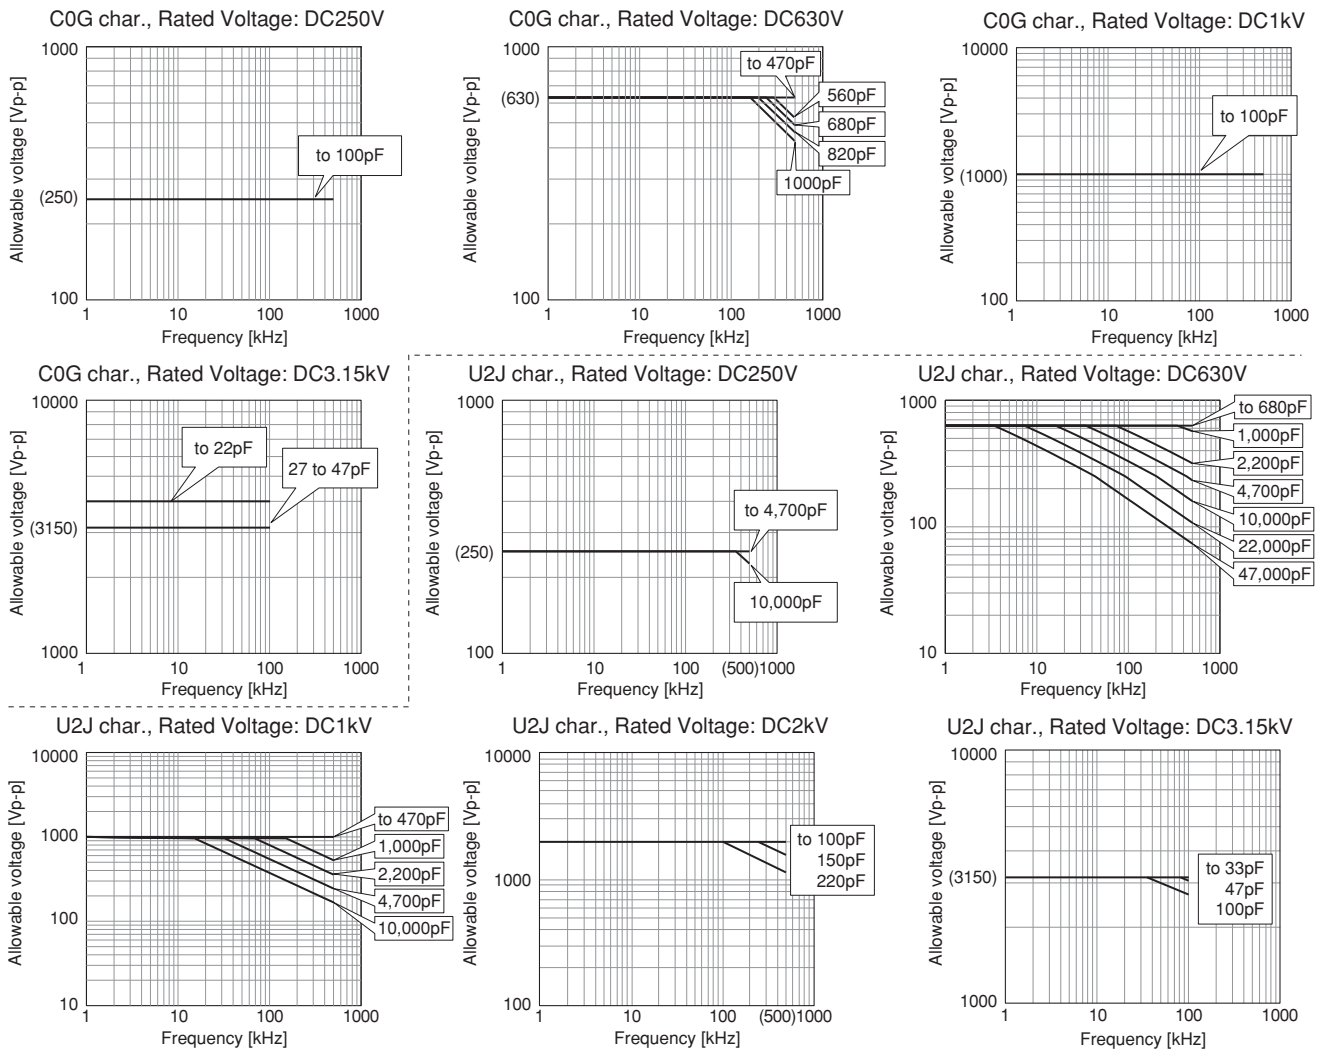 C0G char., Rated Voltage: DC250V
1000
(250)
100
Allowable voltage [Vp-p]
to 100pF
1 10 100 1000
Frequency [kHz]
C0G char., Rated Voltage: DC630V
1000
(630)
100
Allowable voltage [Vp-p]
to 470pF
560pF
680pF
820pF
1000pF
1 10 100 1000
Frequency [kHz]
C0G char., Rated Voltage: DC1kV
10000
(1000)
100
Allowable voltage [Vp-p]
to 100pF
1 10 100 1000
Frequency [kHz]
C0G char., Rated Voltage: DC3.15kV
10000
(3150)
1000
Allowable voltage [Vp-p]
to 22pF
27 to 47pF
1 10 100 1000
Frequency [kHz]
U2J char., Rated Voltage: DC250V
1000
(250)
100
Allowable voltage [Vp-p]
to 4,700pF
10,000pF
1 10 100 (500)1000
Frequency [kHz]
U2J char., Rated Voltage: DC630V
1000
100
10
Allowable voltage [Vp-p]
to 680pF
1,000pF
2,200pF
4,700pF
10,000pF
22,000pF
47,000pF
1 10 100 1000
Frequency [kHz]
U2J char., Rated Voltage: DC1kV
10000
1000
100
10
Allowable voltage [Vp-p]
to 470pF
1,000pF
2,200pF
4,700pF
10,000pF
1 10 100 1000
Frequency [kHz]
U2J char., Rated Voltage: DC2kV
10000
1000
100
Allowable voltage [Vp-p]
to 100pF
150pF
220pF
1 10 100 (500)1000
Frequency [kHz]
U2J char., Rated Voltage: DC3.15kV
10000
(3150)
1000
Allowable voltage [Vp-p]
to 33pF
47pF
100pF
1 10 100 1000
Frequency [kHz]